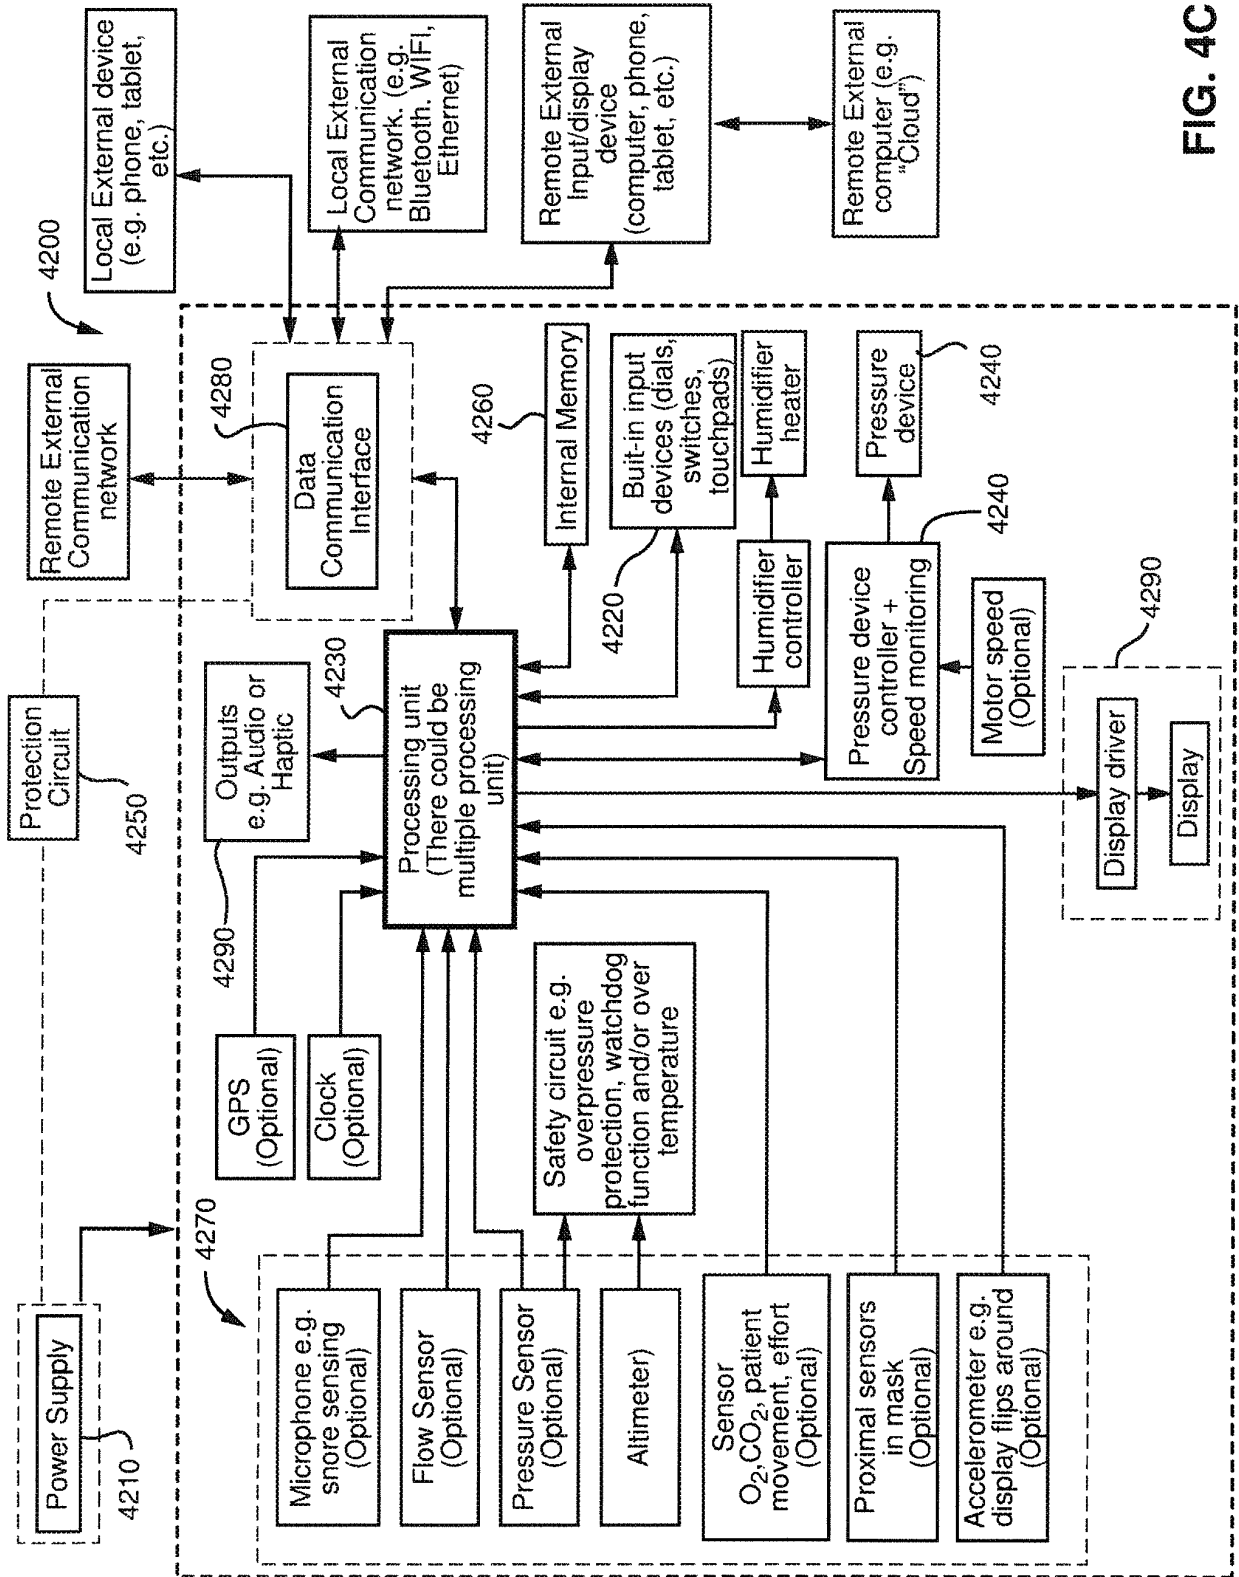 Power Supply
4210
Protection
Circuit
4250
Remote External
Communication
network
4200
Local External device
(e.g. phone, tablet,
etc.)
4270
GPS
(Optional)
Clock
(Optional)
4290
Outputs
e.g. Audio or
Haptic
4230
4280
Data
Communication
Interface
Local External
Communication
network. (e.g.
Bluetooth. WIFI,
Ethernet)
Microphone e.g.
snore sensing
(Optional)
Flow Sensor
(Optional)
Pressure Sensor
(Optional)
Altimeter)
Sensor
O₂,CO₂, patient
movement, effort
(Optional)
Proximal sensors
in mask
(Optional)
Accelerometer e.g.
display flips around
(Optional)
Safety circuit e.g.
overpressure
protection, watchdog
function and/or over
temperature
Processing unit
(There could be
multiple processing
unit)
4260
Internal Memory
4220
Buit-in input
devices (dials,
switches,
touchpads)
Humidifier
controller
Humidifier
heater
Pressure device
controller +
Speed monitoring
4240
Pressure
device
4240
Motor speed
(Optional)
4290
Display driver
Display
Remote External
Input/display
device
(computer, phone,
tablet, etc.)
Remote External
computer (e.g.
“Cloud”)
FIG. 4C